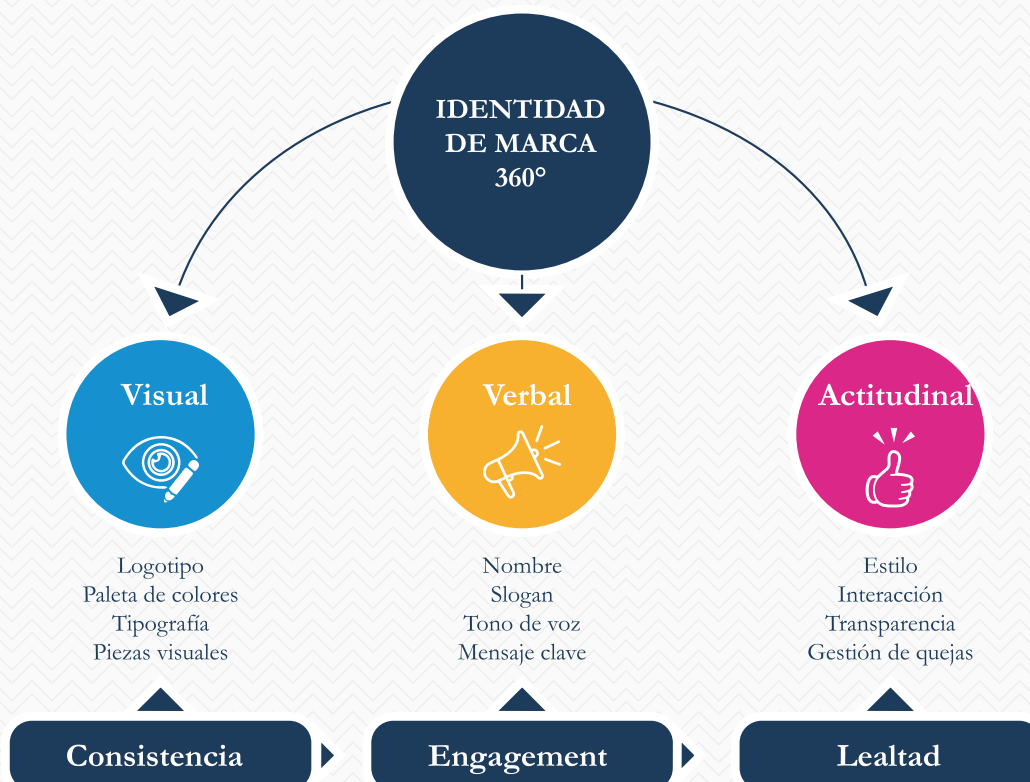 IDENTIDAD
DE MARCA
360°
Visual
Logotipo
Paleta de colores
Tipografía
Piezas visuales
Consistencia
Verbal
Nombre
Slogan
Tono de voz
Mensaje clave
Engagement
Actitudinal
Estilo
Interacción
Transparencia
Gestión de quejas
Lealtad